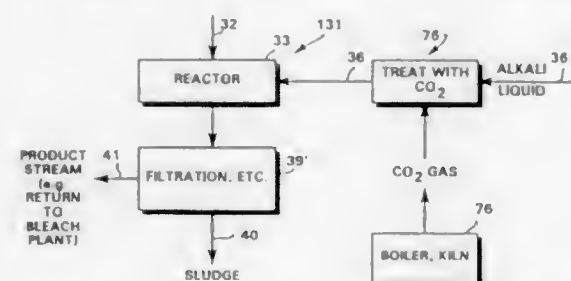 32
131
33
REACTOR
36
76
TREAT WITH
CO2
ALKALI
LIQUID
36
PRODUCT
STREAM
(e.g.
RETURN
TO
BLEACH
PLANT)
41
FILTRATION, ETC.
39'
CO2 GAS
40
SLUDGE
76
BOILER, KILN